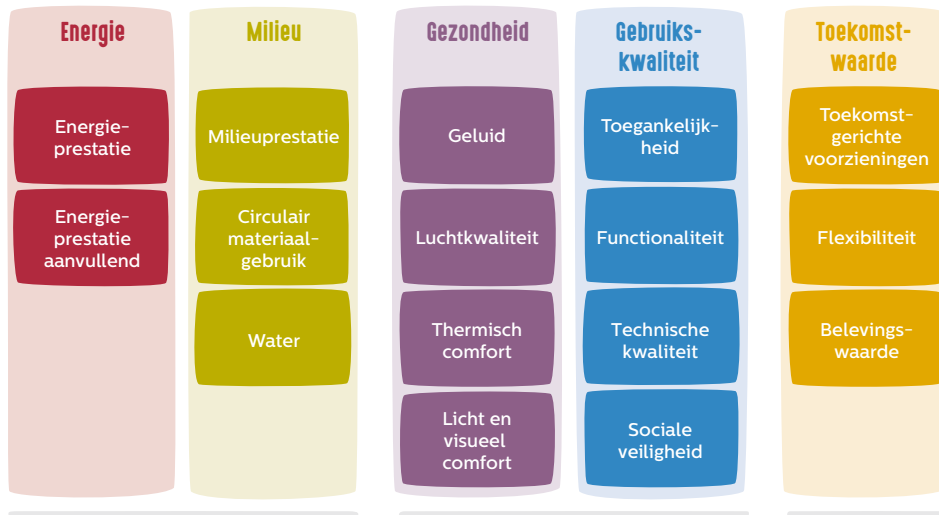 Energie
Energie-
prestatie
Energie-
prestatie
aanvullend
Milieu
Milieuprestatie
Circulair
materiaal-
gebruik
Water
Gezondheid
Geluid
Luchtkwaliteit
Thermisch
comfort
Licht en
visueel
comfort
Gebruiks-
kwaliteit
Toegankelijk-
heid
Functionaliteit
Technische
kwaliteit
Sociale
veiligheid
Toekomst-
waarde
Toekomst-
gerichte
voorzieningen
Flexibiliteit
Belevings-
waarde